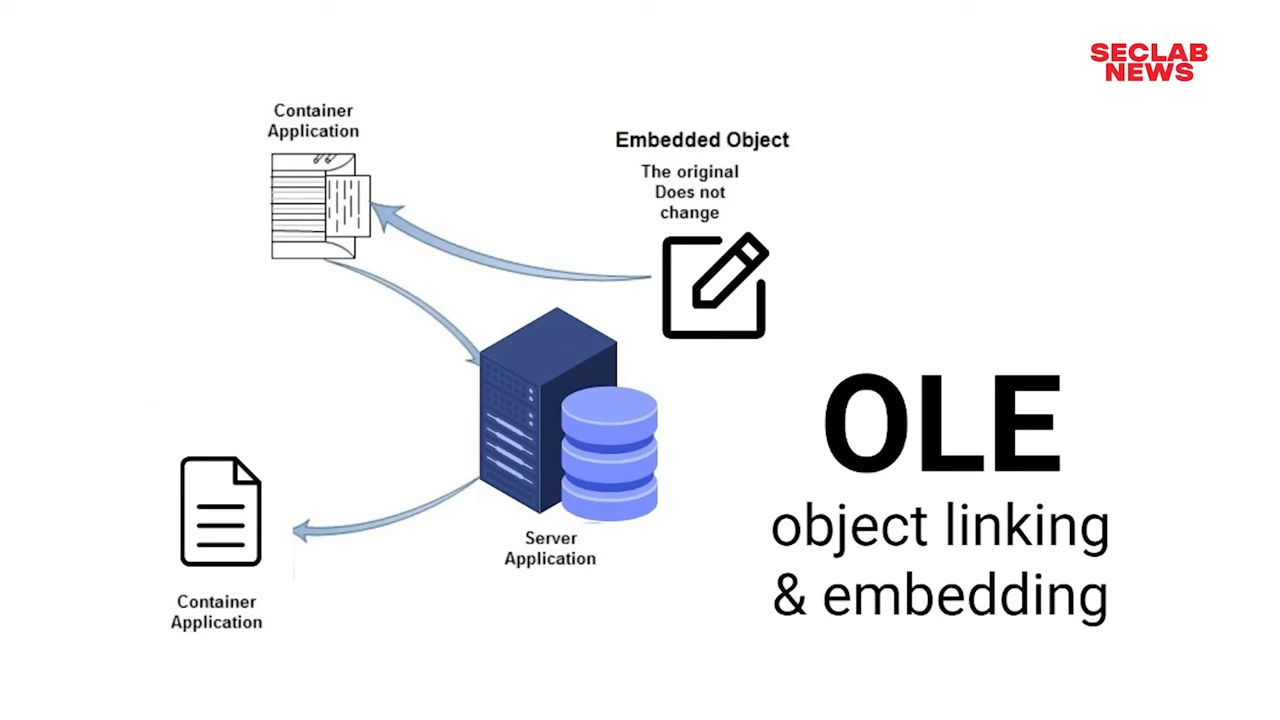 SECLAB
NEWS
Container
Application
Embedded Object
The original
Does not
change
OLE
object linking
& embedding
Server
Application
Container
Application